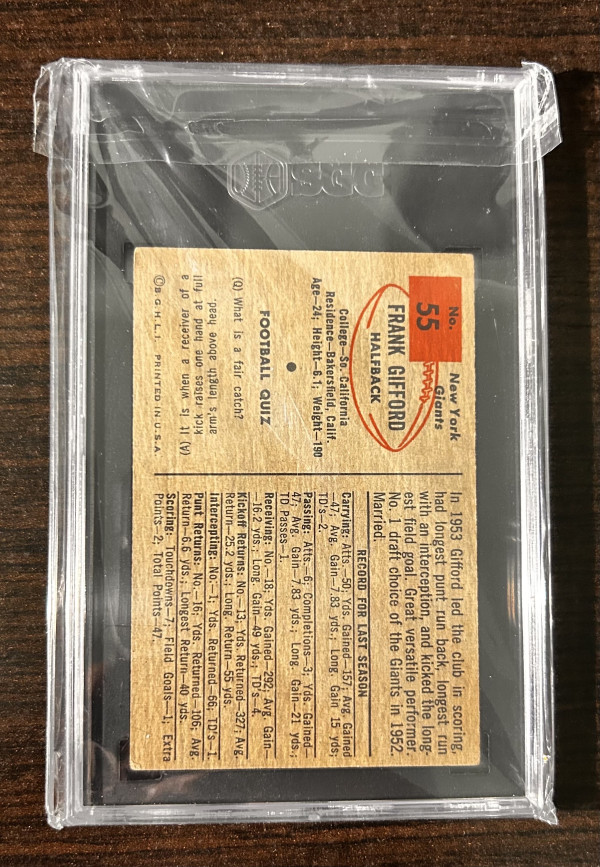 SGC
No.
55
New York
Giants
FRANK GIFFORD
HALFBACK
College—So. California
Residence—Bakersfield, Calif.
Age—24; Height—6.1; Weight—190
FOOTBALL QUIZ
(Q) What is a fair catch?
(A) It is when a receiver of a
kick raises one hand at full
arm's length above head.
©B.G.H.L.I. PRINTED IN U.S.A.
In 1953 Gifford led the club in scoring,
had longest punt run back, longest run
with an interception, and kicked the long-
est field goal. Great versatile performer.
No. 1 draft choice of the Giants in 1952.
Married.
RECORD FOR LAST SEASON
Carrying: Atts.—50; Yds. Gained—157; Avg. Gained
—47; Avg. Gain—7.83 yds.; Long. Gain 15 yds.
TD's—2.
Passing: Atts—6; Completions—3; Yds. Gained—
47; Avg. Gain—7.83 yds.; Long. Gain 21 yds.;
TD Passes—1.
Receiving: No.—18; Yds. Gained—292; Avg. Gain—
—16.2 yds.; Long. Gain—49 yds.; TD's—4.
Kickoff Returns: No.—13; Yds. Returned—327; Avg.
Return—25.2 yds.; Long. Return—55 yds.
Intercepting: No.—1; Yds. Returned—66; TD's—1.
Punt Returns: No.—16; Yds. Returned—106; Avg.
Return—6.6 yds.; Longest Return—40 yds.
Scoring: Touchdowns—7; Field Goals—1; Extra
Points—2; Total Points—47.